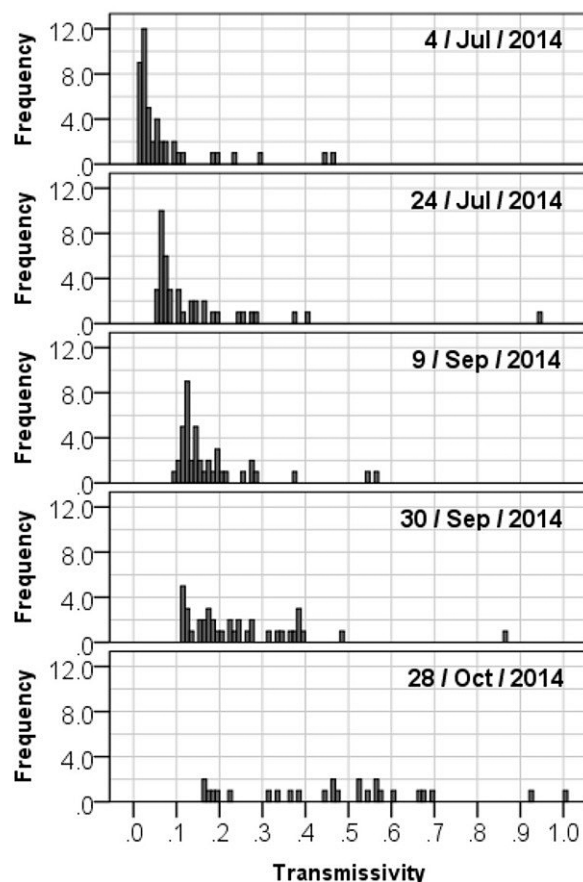 12.0
8.0
4.0
.0
Frequency
4 / Jul / 2014
12.0
8.0
4.0
.0
Frequency
24 / Jul / 2014
12.0
8.0
4.0
.0
Frequency
9 / Sep / 2014
12.0
8.0
4.0
.0
Frequency
30 / Sep / 2014
12.0
8.0
4.0
.0
Frequency
28 / Oct / 2014
.0 .1 .2 .3 .4 .5 .6 .7 .8 .9 1.0
Transmissivity